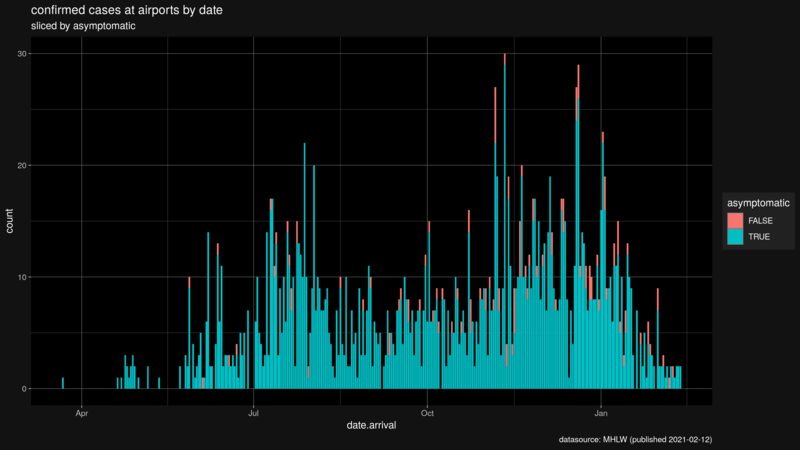 confirmed cases at airports by date
sliced by asymptomatic
30
20
10
0
count
Apr
Jul
Oct
Jan
date.arrival
asymptomatic
FALSE
TRUE
datasource: MHLW (published 2021-02-12)